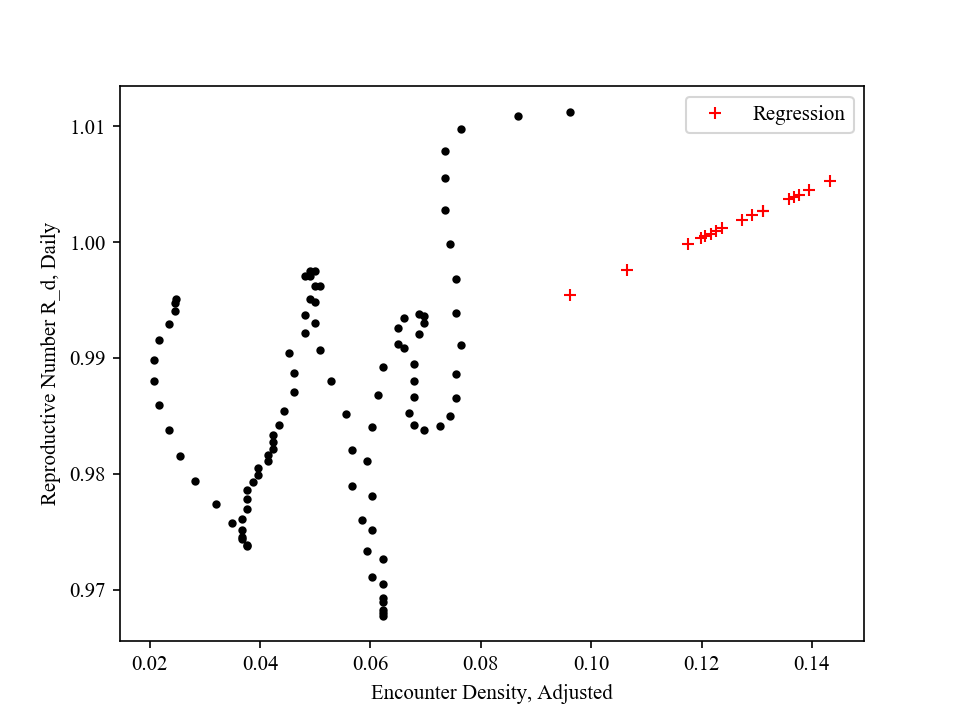 Regression
1.01
1.00
0.99
0.98
0.97
Reproductive Number R_d, Daily
0.02 0.04 0.06 0.08 0.10 0.12 0.14
Encounter Density, Adjusted